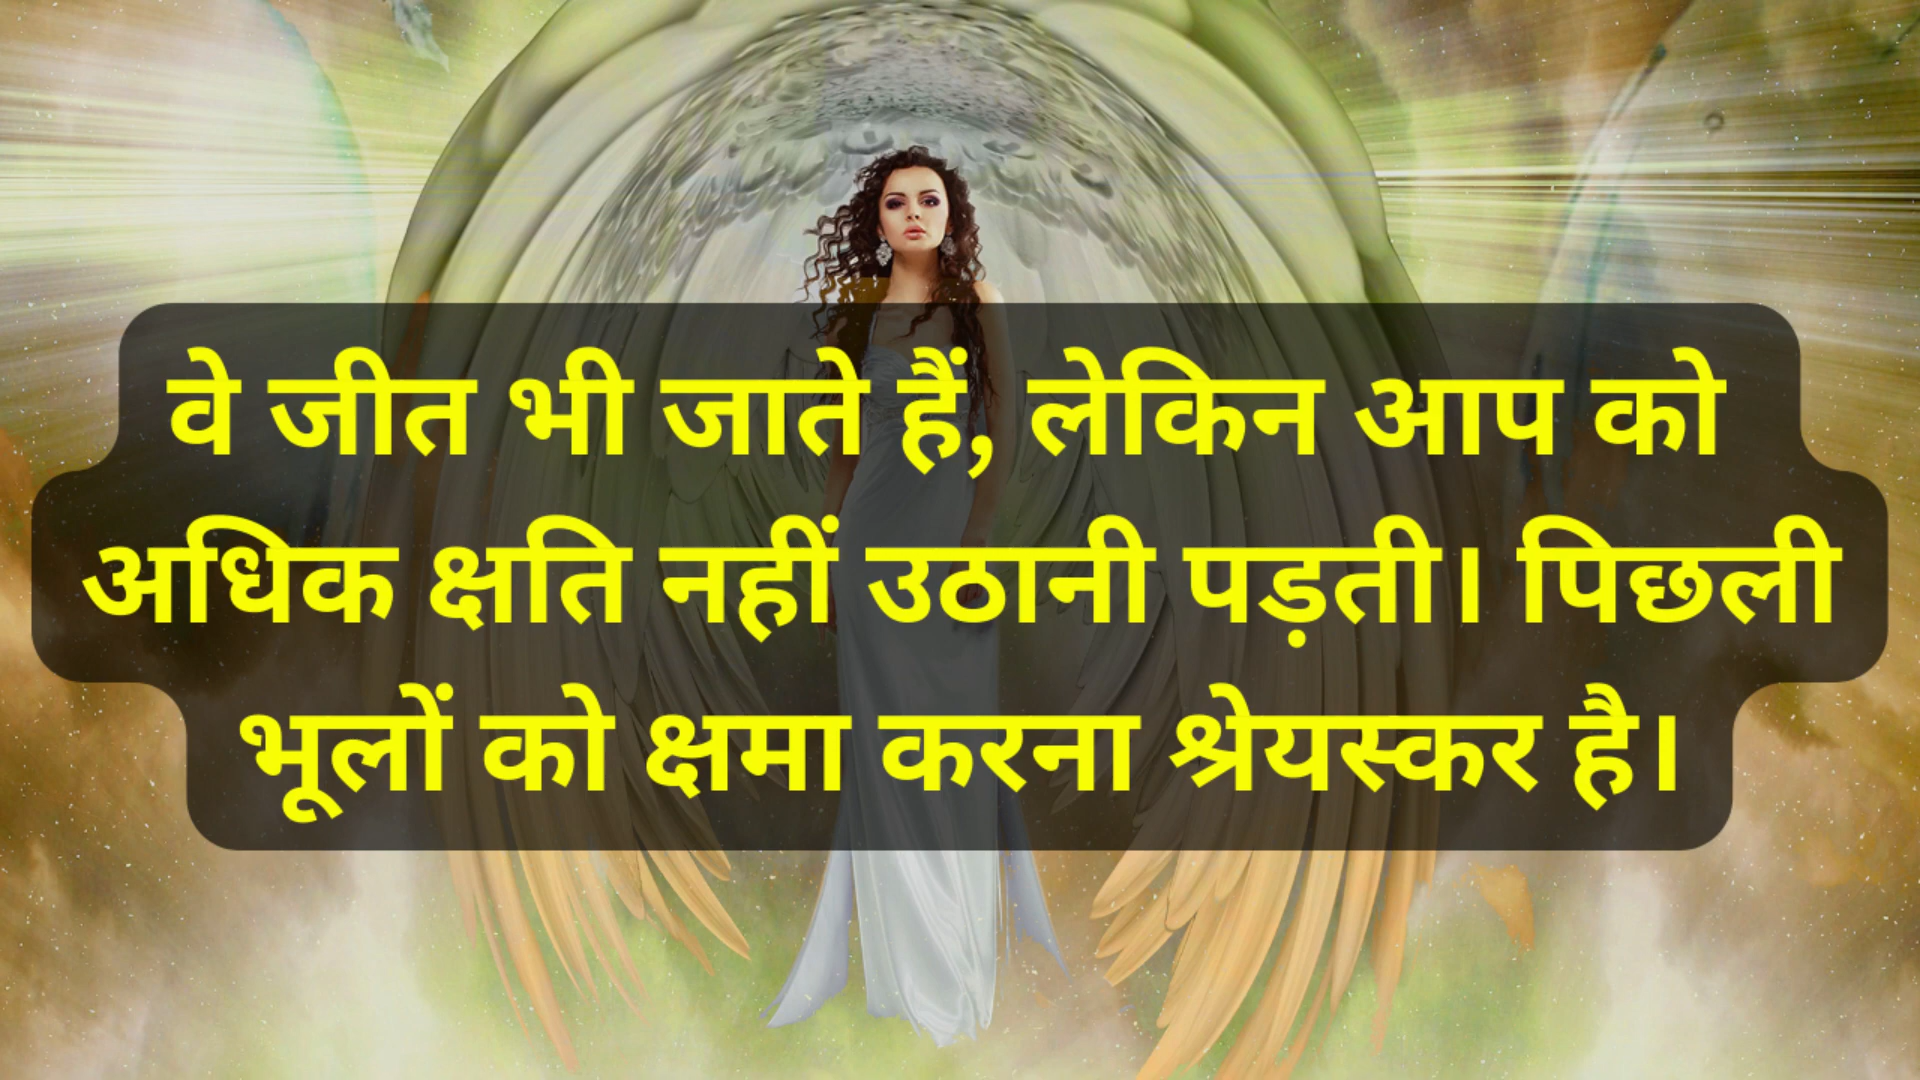 वे जीत भी जाते हैं, लेकिन आप को
अधिक क्षति नहीं उठानी पड़ती। पिछली
भूलों को क्षमा करना श्रेयस्कर है।